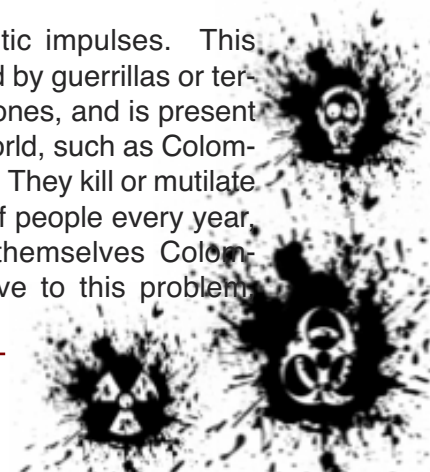 tic impulses. This
d by guerrillas or ter-
ones, and is present
orld, such as Colom-
They kill or mutilate
f people every year,
themselves Colom-
ve to this problem.